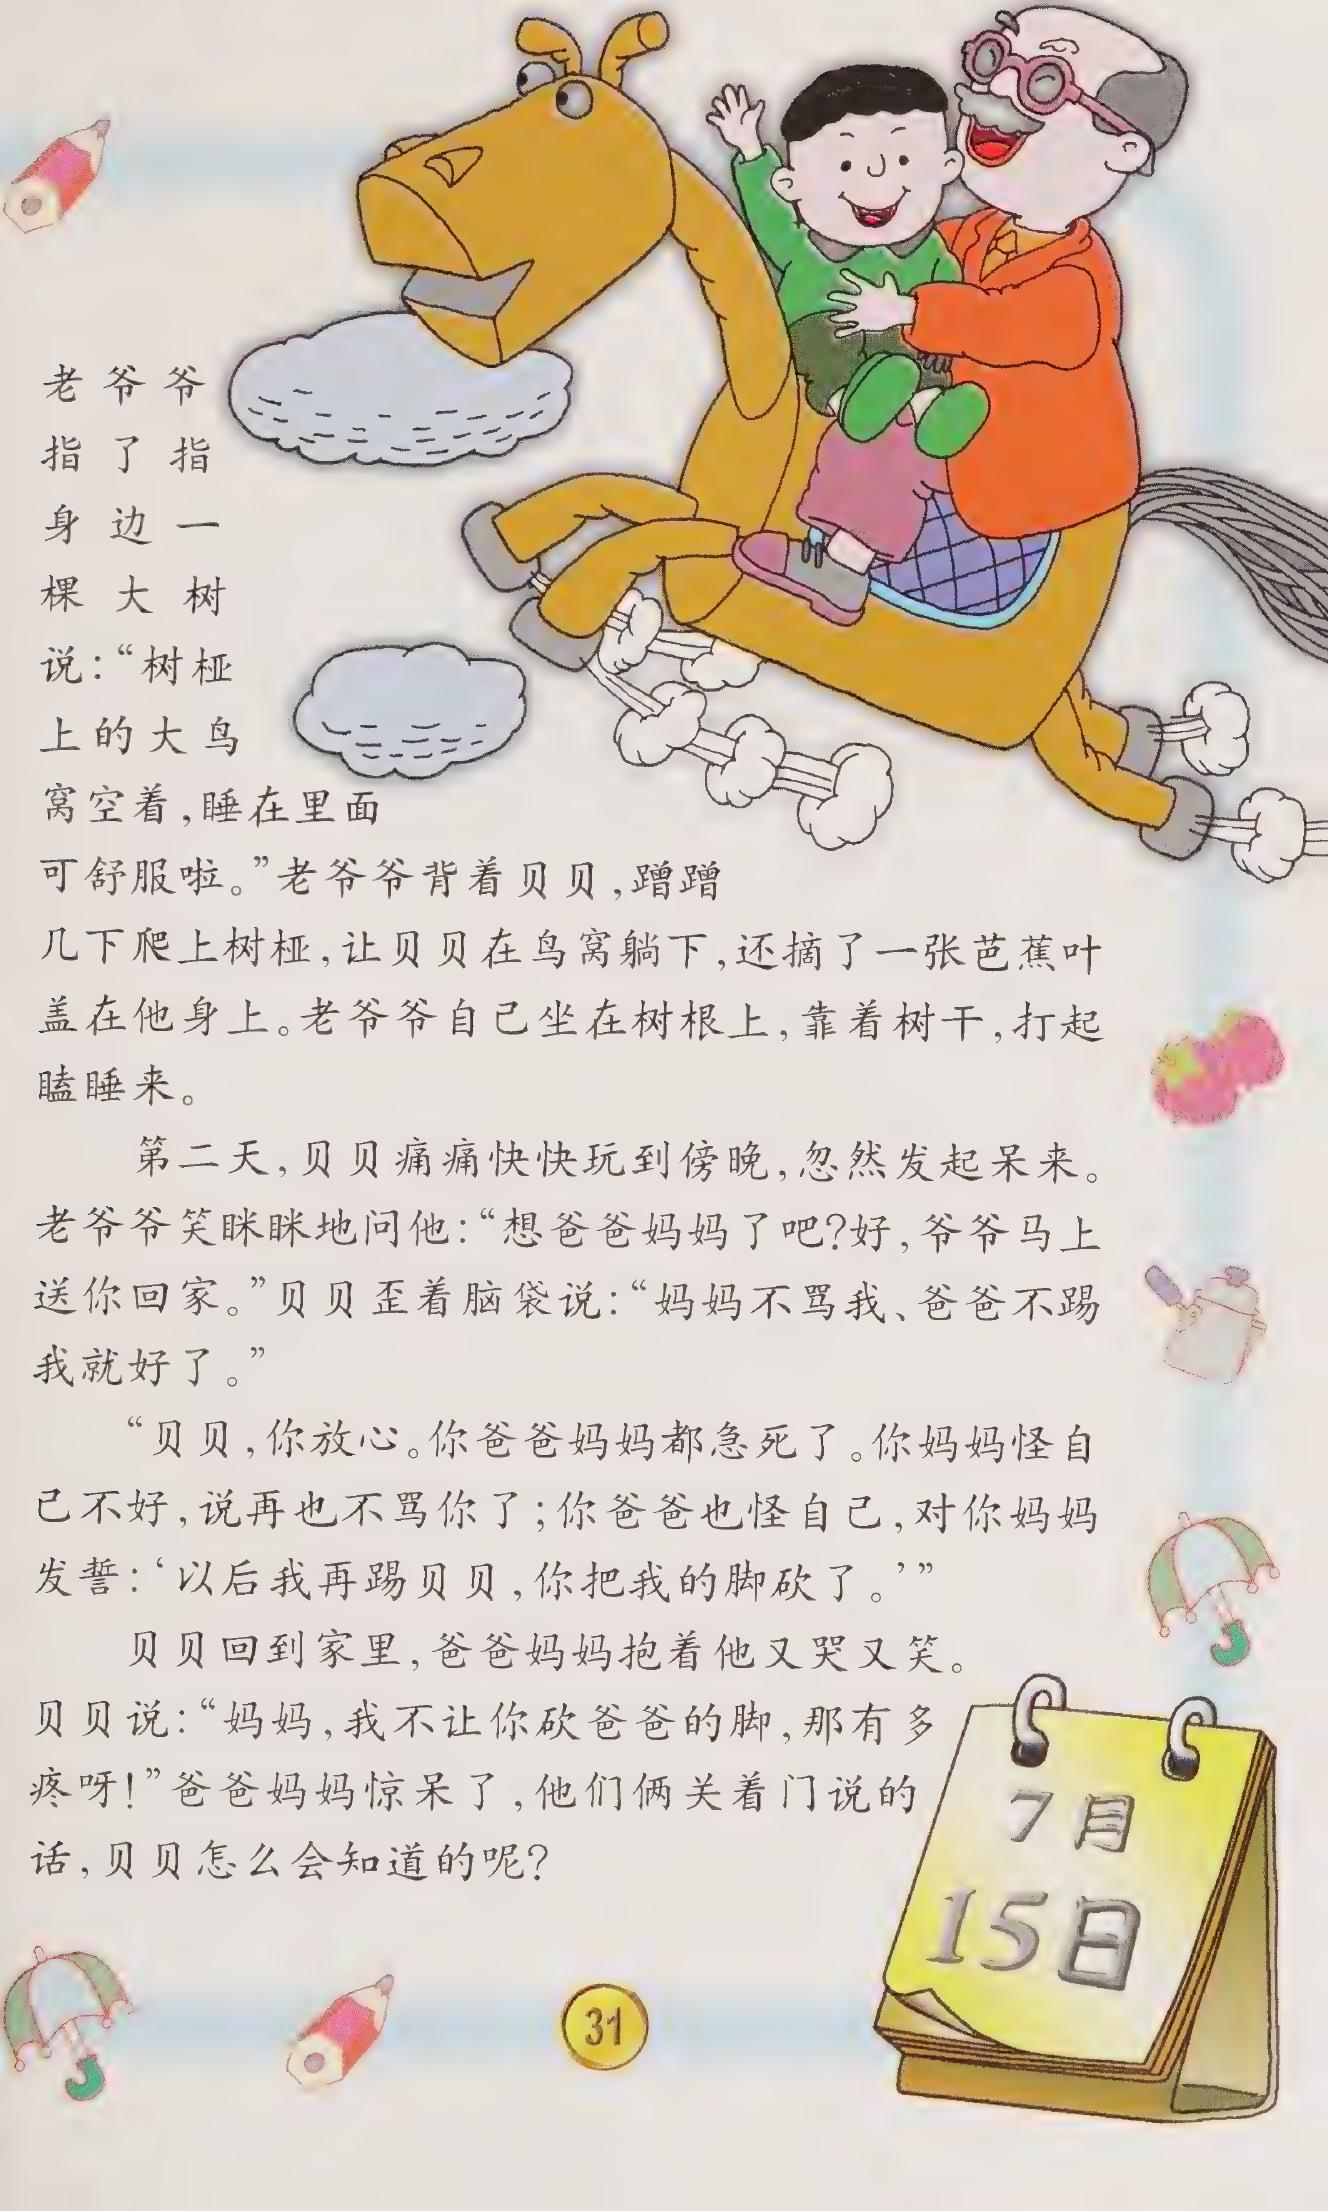 老爷爷
指了指
身边一
棵大树
说：“树桠
上的大鸟
窝空着，睡在里面
可舒服啦。”老爷爷背着贝贝，蹭蹭
几下爬上树桠，让贝贝在鸟窝躺下，还摘了一张芭蕉叶
盖在他身上。老爷爷自己坐在树根上，靠着树干，打起
瞌睡来。
第二天，贝贝痛痛快快玩到傍晚，忽然发起呆来。
老爷爷笑眯眯地问他：“想爸爸妈妈了吧？好，爷爷马上
送你回家。”贝贝歪着脑袋说：“妈妈不骂我、爸爸不踢
我就好了。”
“贝贝，你放心。你爸爸妈妈都急死了。你妈妈怪自
己不好，说再也不骂你了；你爸爸也怪自己，对你妈妈
发誓：‘以后我再踢贝贝，你把我的脚砍了。’”
贝贝回到家里，爸爸妈妈抱着他又哭又笑。
贝贝说：“妈妈，我不让你砍爸爸的脚，那有多
疼呀！”爸爸妈妈惊呆了，他们俩关着门说的
话，贝贝怎么会知道的呢？
7月
15日
31